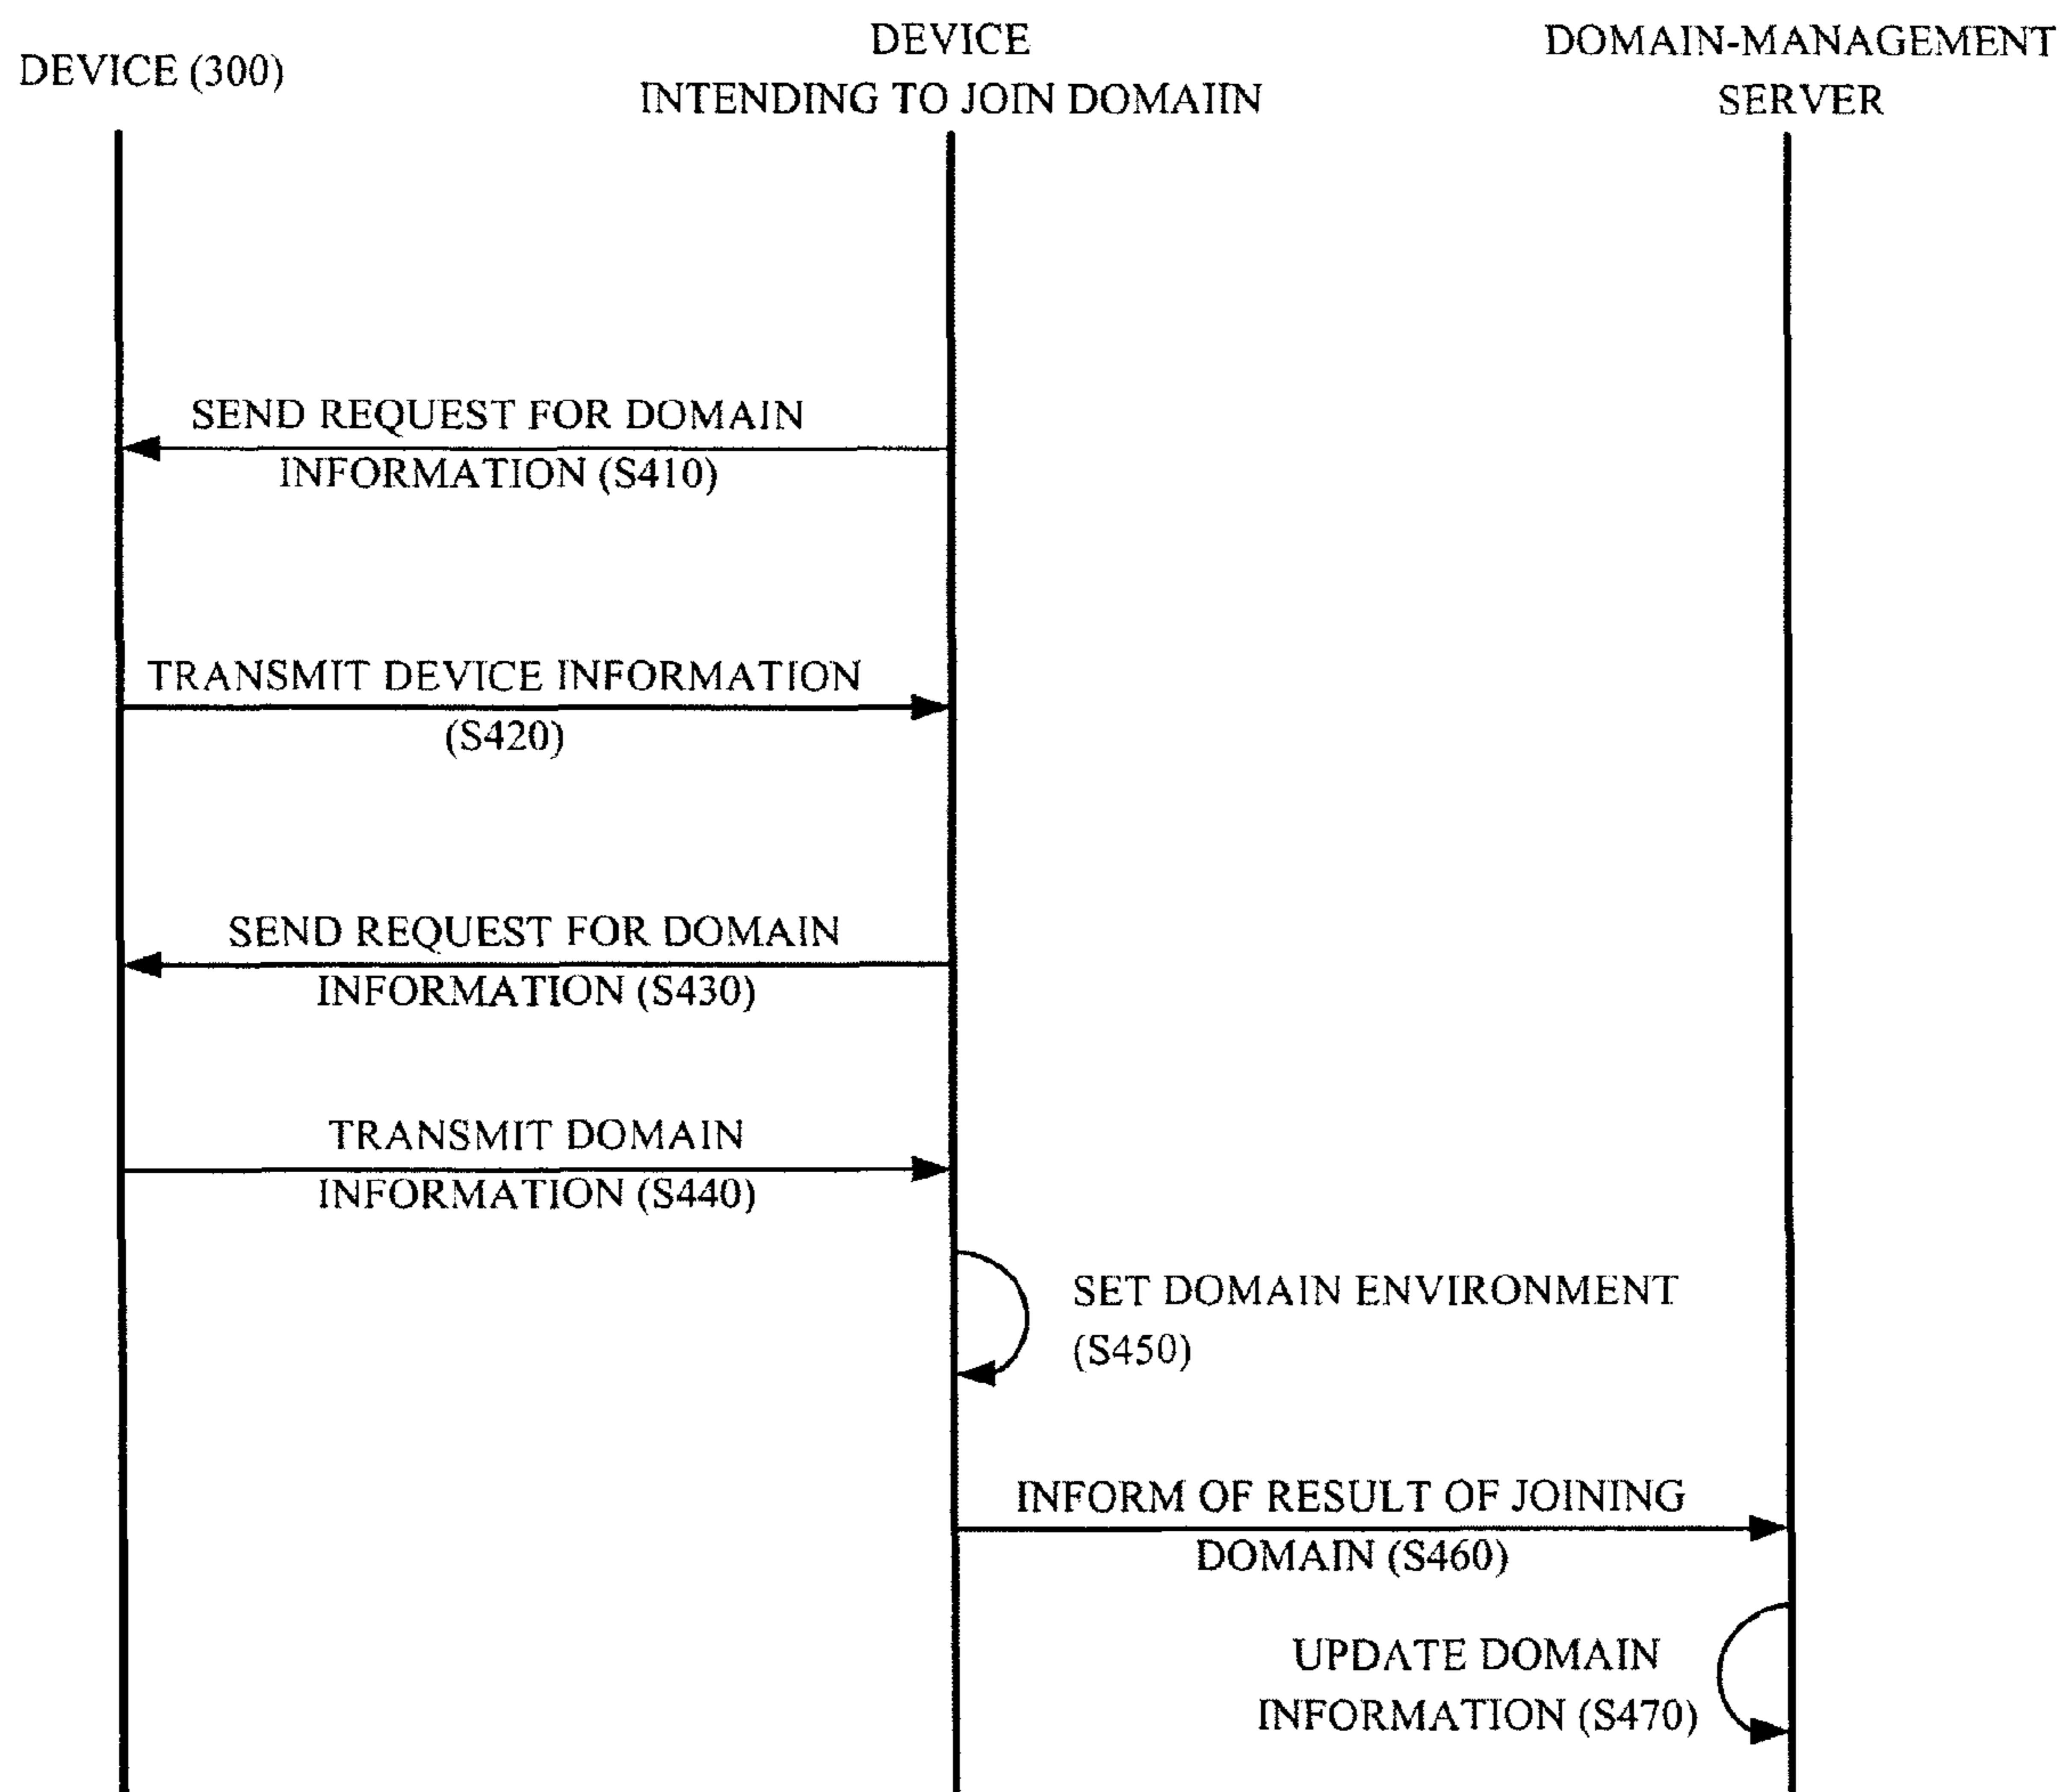 DEVICE (300)
DEVICE
INTENDING TO JOIN DOMAIIN
DOMAIN-MANAGEMENT
SERVER
SEND REQUEST FOR DOMAIN
INFORMATION (S410)
TRANSMIT DEVICE INFORMATION
(S420)
SEND REQUEST FOR DOMAIN
INFORMATION (S430)
TRANSMIT DOMAIN
INFORMATION (S440)
SET DOMAIN ENVIRONMENT
(S450)
INFORM OF RESULT OF JOINING
DOMAIN (S460)
UPDATE DOMAIN
INFORMATION (S470)